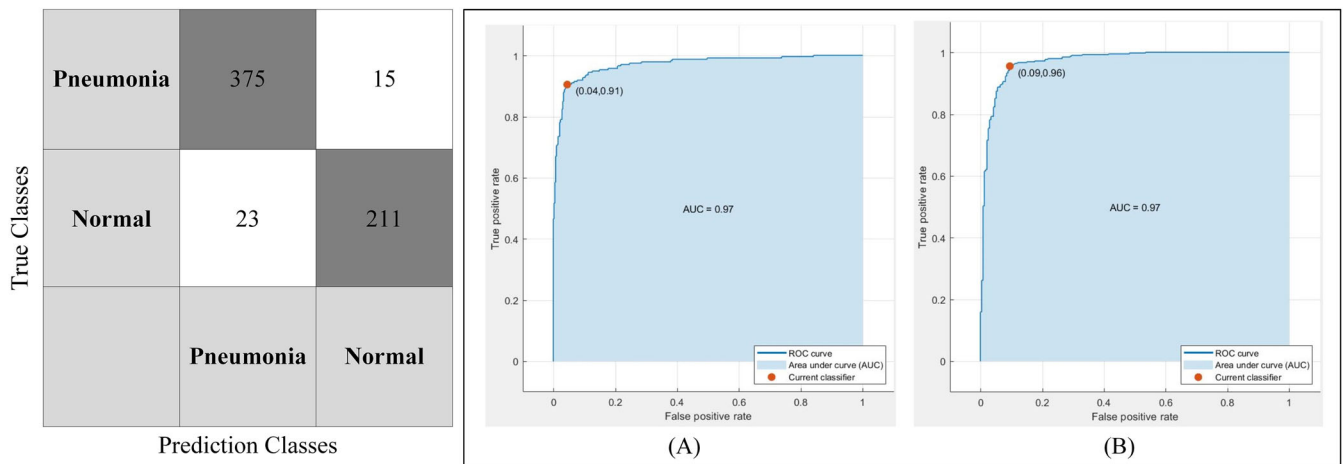 True Classes
Pneumonia 375 15
Normal 23 211
Pneumonia Normal
Prediction Classes
True positive rate
1
0.8
0.6
0.4
0.2
0
(0.04,0.91)
AUC = 0.97
ROC curve
Area under curve (AUC)
Current classifier
0 0.2 0.4 0.6 0.8 1
False positive rate
(A)
True positive rate
1
0.8
0.6
0.4
0.2
0
(0.09,0.96)
AUC = 0.97
ROC curve
Area under curve (AUC)
Current classifier
0 0.2 0.4 0.6 0.8 1
False positive rate
(B)